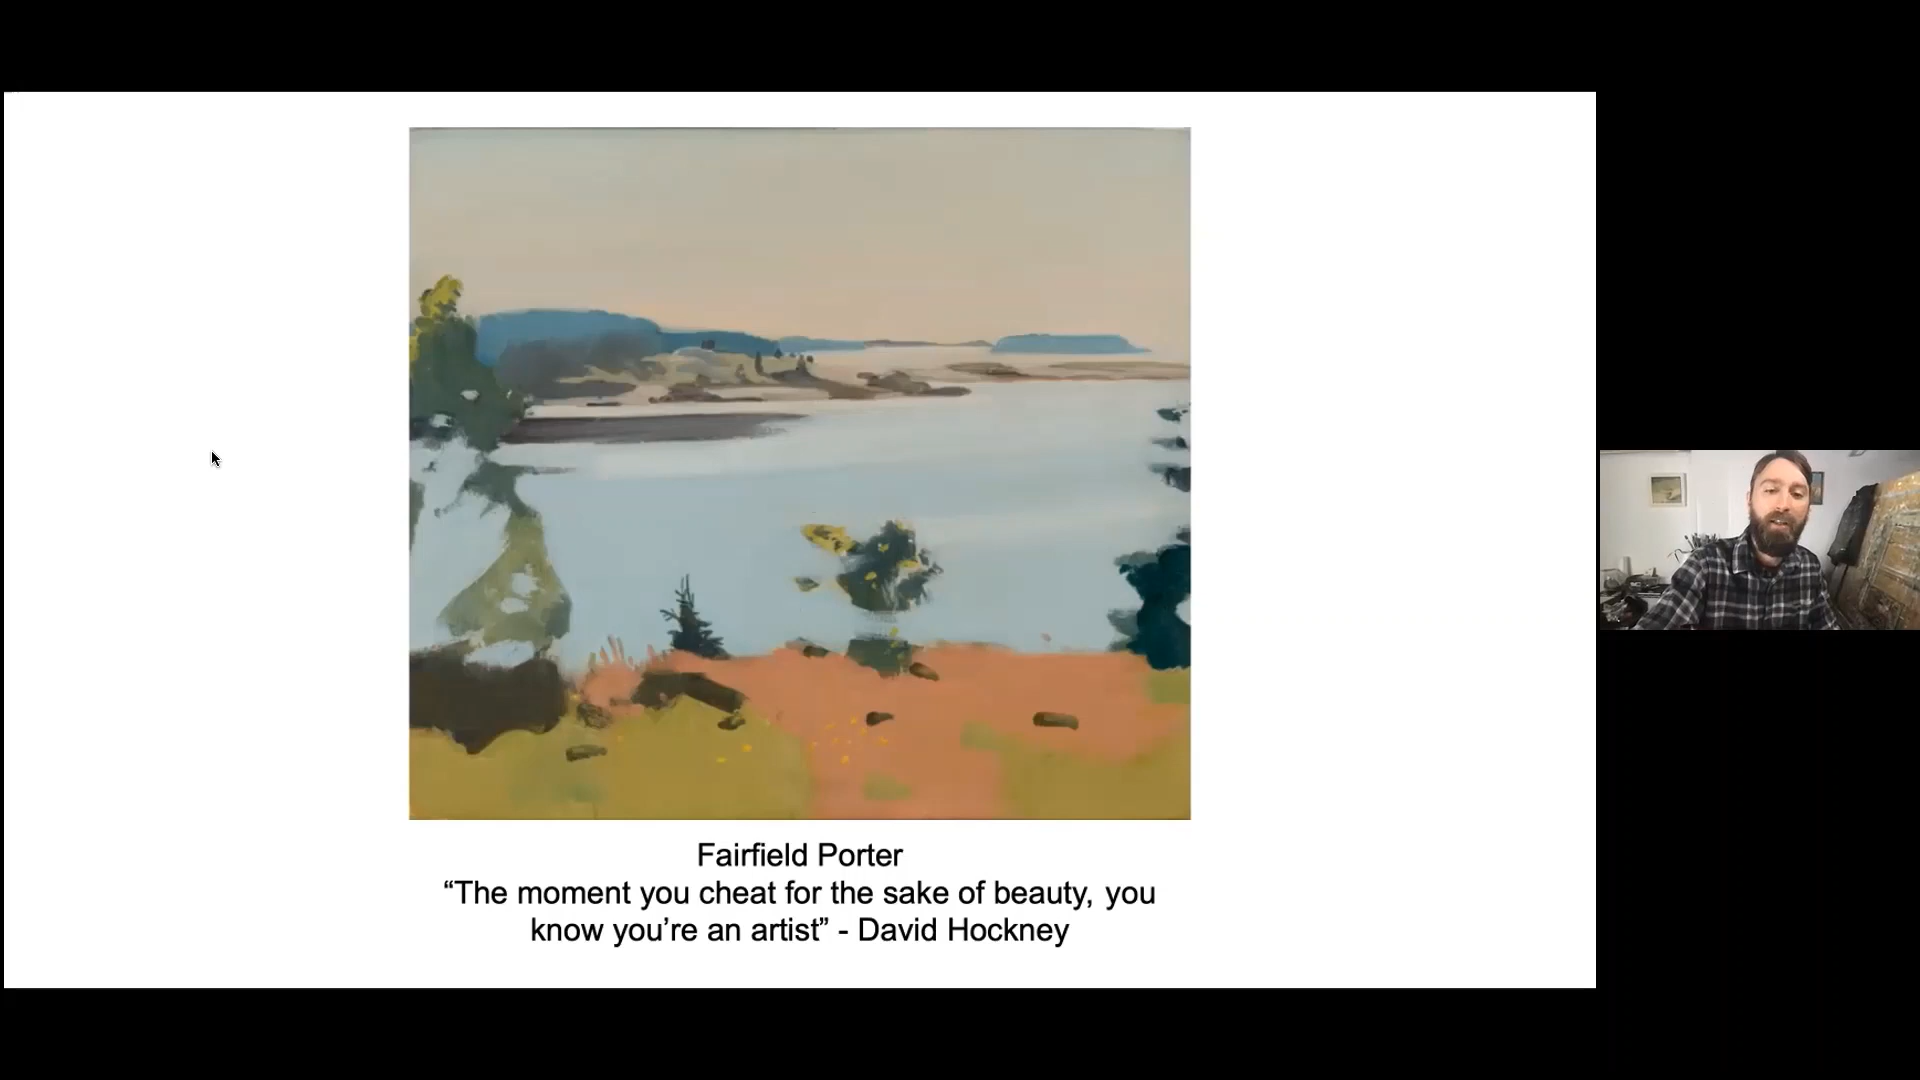 Fairfield Porter
“The moment you cheat for the sake of beauty, you
know you’re an artist” - David Hockney